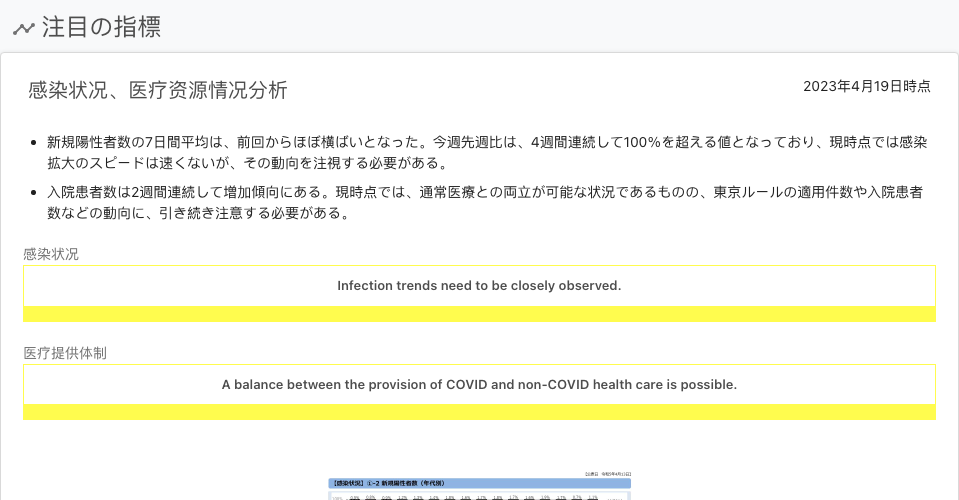 注目の指標
感染状况、医疗资源情况分析
2023年4月19日時点
新規陽性者数の7日間平均は、前回からほぼ横ばいとなった。今週先週比は、4週間連続して100%を超える値となっており、現時点では感染
拡大のスピードは速くないが、その動向を注視する必要がある。
入院患者数は2週間連続して増加傾向にある。現時点では、通常医療との両立が可能な状況であるものの、東京ルールの適用件数や入院患者
数などの動向に、引き続き注意する必要がある。
感染状况
Infection trends need to be closely observed.
医疗提供体制
A balance between the provision of COVID and non-COVID health care is possible.
【感染状況】①-2 新規陽性者数（年代別）